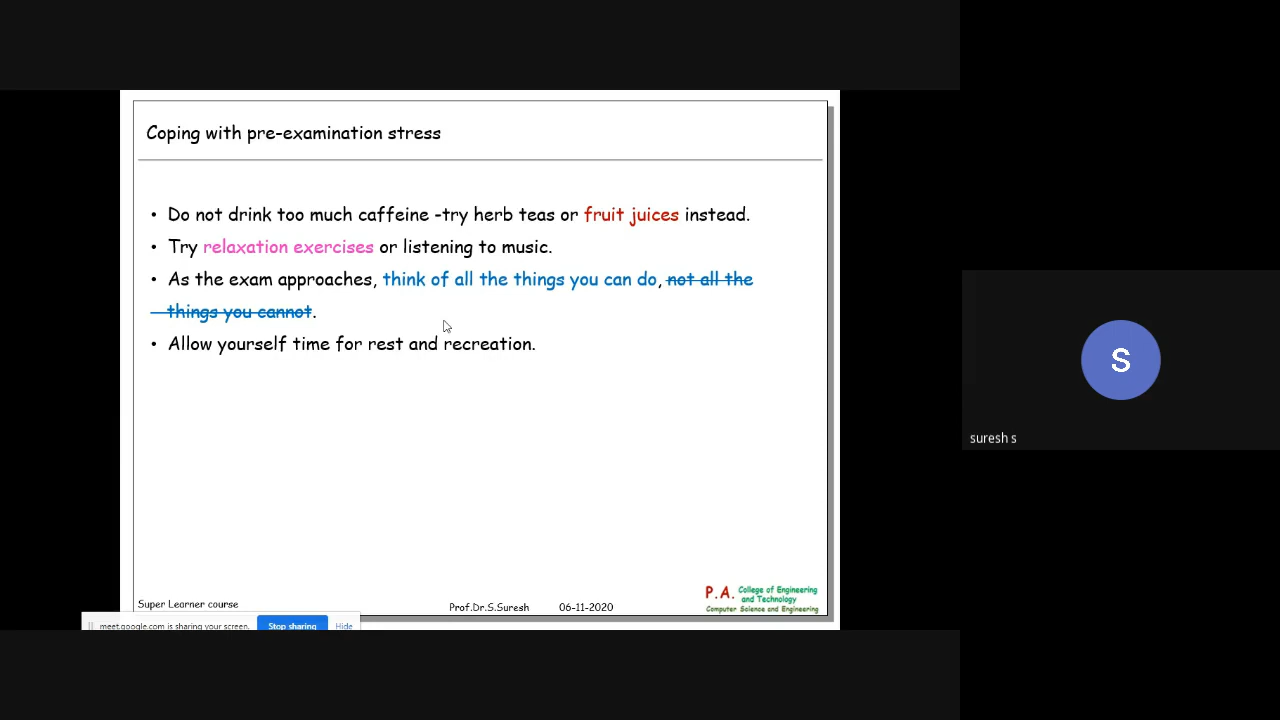 Coping with pre-examination stress
• Do not drink too much caffeine -try herb teas or fruit juices instead.
• Try relaxation exercises or listening to music.
• As the exam approaches, think of all the things you can do, not all the
things you cannot.
• Allow yourself time for rest and recreation.
S
suresh s
P.A. College of Engineering
and Technology
Computer Science and Engineering
Super Learner course
Prof.Dr.S.Suresh 06-11-2020
meet.google.com is sharing your screen. Stop sharing Hide